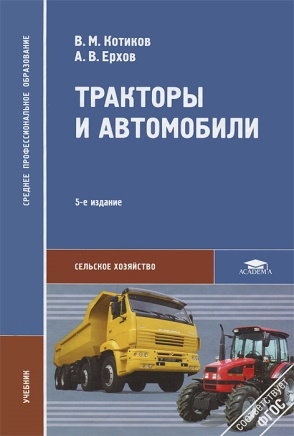 В. М. Котиков
А. В. Ерхов
ТРАКТОРЫ
И АВТОМОБИЛИ
5-е издание
СЕЛЬСКОЕ ХОЗЯЙСТВО
ACADEMA
СРЕДНЕЕ ПРОФЕССИОНАЛЬНОЕ ОБРАЗОВАНИЕ
УЧЕБНИК
соответствует
ФГОС